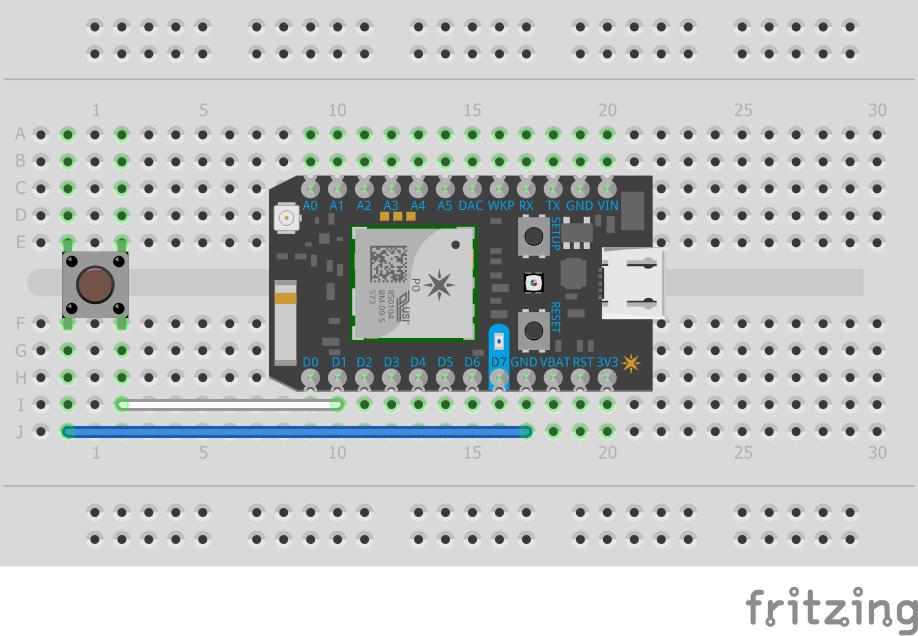 1 5 10 15 20 25 30
A
B
C
A0 A1 A2 A3 A4 A5 DAC WKP RX TX GND VIN
D
E
SETUP
P0
BM-09-5
850104
573
USI
RESET
F
G
D0 D1 D2 D3 D4 D5 D6 D7 GND VBAT RST 3V3
H
I
J
1 5 10 15 20 25 30
fritzing